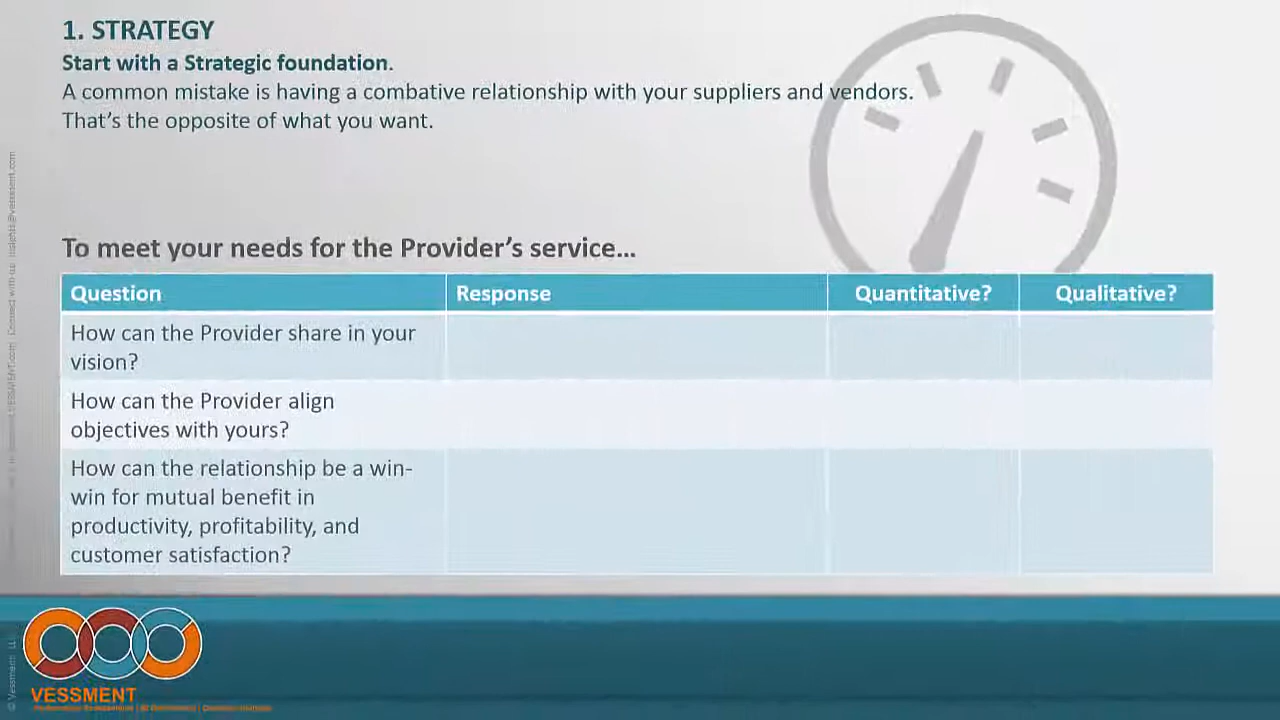 1. STRATEGY
Start with a Strategic foundation.
A common mistake is having a combative relationship with your suppliers and vendors.
That's the opposite of what you want.
To meet your needs for the Provider's service...
Question Response Quantitative? Qualitative?
How can the Provider share in your
vision?
How can the Provider align
objectives with yours?
How can the relationship be a win-
win for mutual benefit in
productivity, profitability, and
customer satisfaction?
VESSMENT